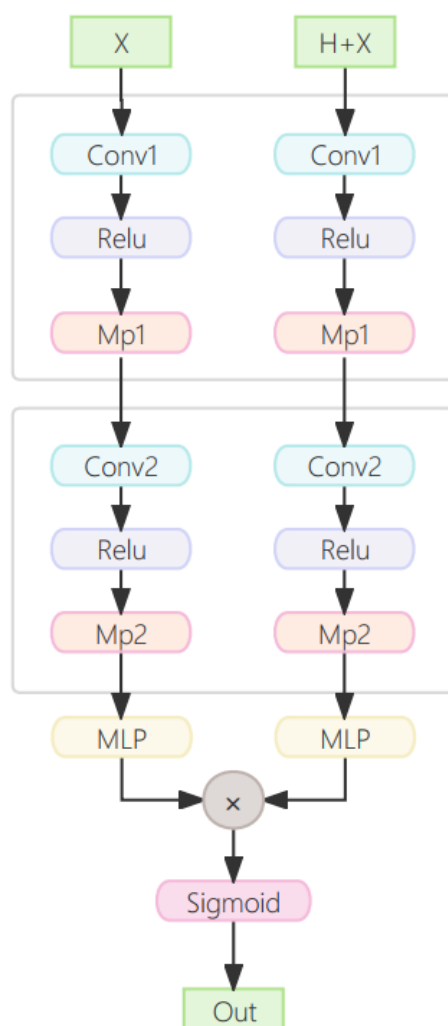 X
H+X
Conv1
Conv1
Relu
Relu
Mp1
Mp1
Conv2
Conv2
Relu
Relu
Mp2
Mp2
MLP
MLP
×
Sigmoid
Out